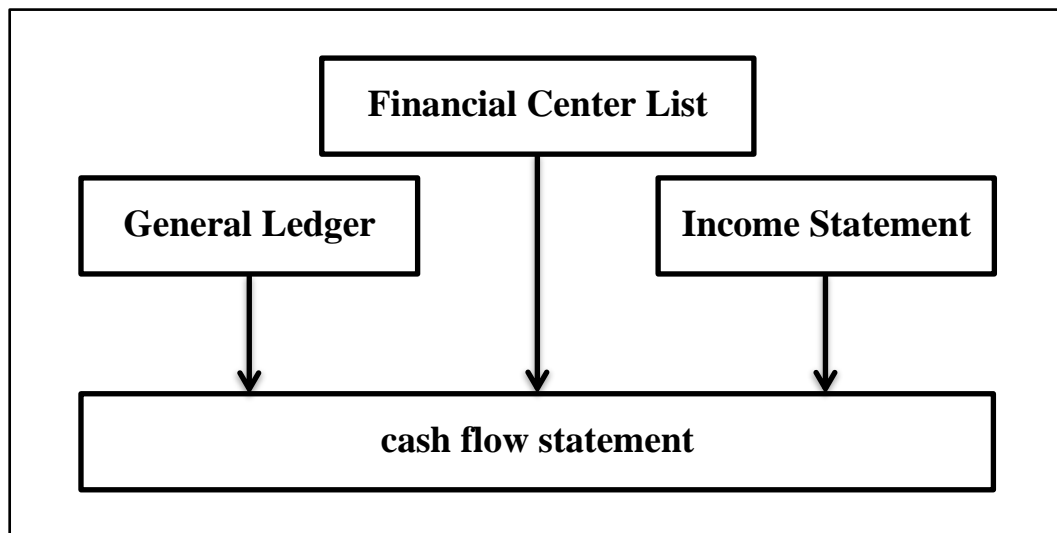 Financial Center List
General Ledger
Income Statement
cash flow statement